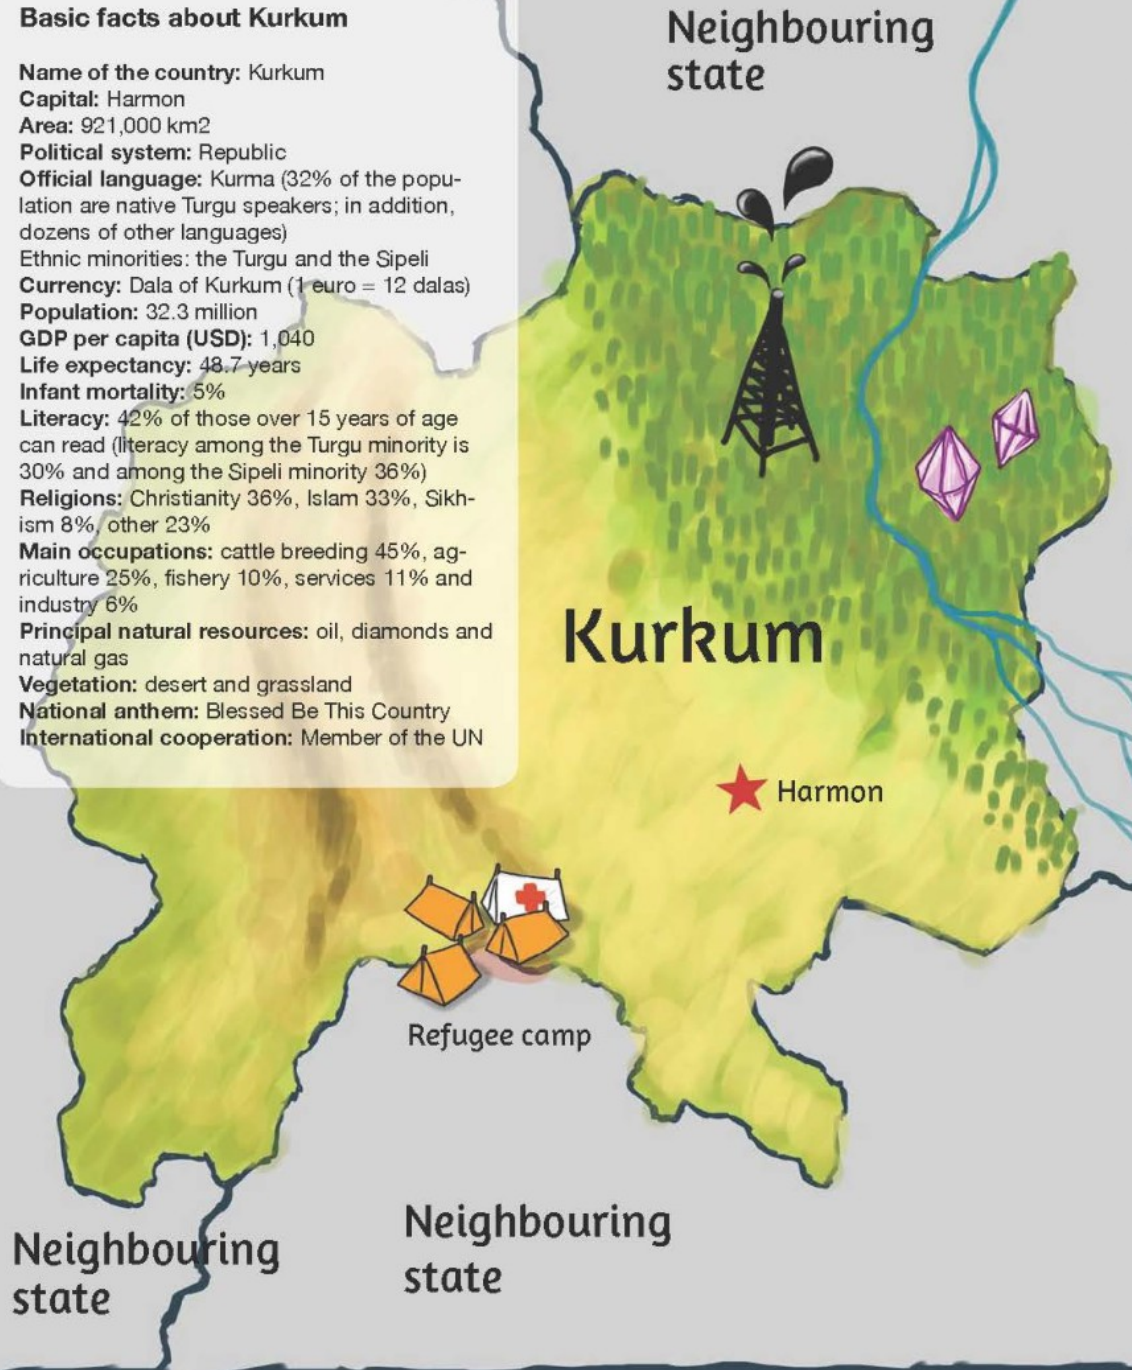 Basic facts about Kurkum
Name of the country: Kurkum
Capital: Harmon
Area: 921,000 km2
Political system: Republic
Official language: Kurma (32% of the popu-
lation are native Turgu speakers; in addition,
dozens of other languages)
Ethnic minorities: the Turgu and the Sipeli
Currency: Dala of Kurkum (1 euro = 12 dalas)
Population: 32.3 million
GDP per capita (USD): 1,040
Life expectancy: 48.7 years
Infant mortality: 5%
Literacy: 42% of those over 15 years of age
can read (literacy among the Turgu minority is
30% and among the Sipeli minority 36%)
Religions: Christianity 36%, Islam 33%, Sikh-
ism 8%, other 23%
Main occupations: cattle breeding 45%, ag-
riculture 25%, fishery 10%, services 11% and
industry 6%
Principal natural resources: oil, diamonds and
natural gas
Vegetation: desert and grassland
National anthem: Blessed Be This Country
International cooperation: Member of the UN
Neighbouring
state
Kurkum
Harmon
Refugee camp
Neighbouring
state
Neighbouring
state